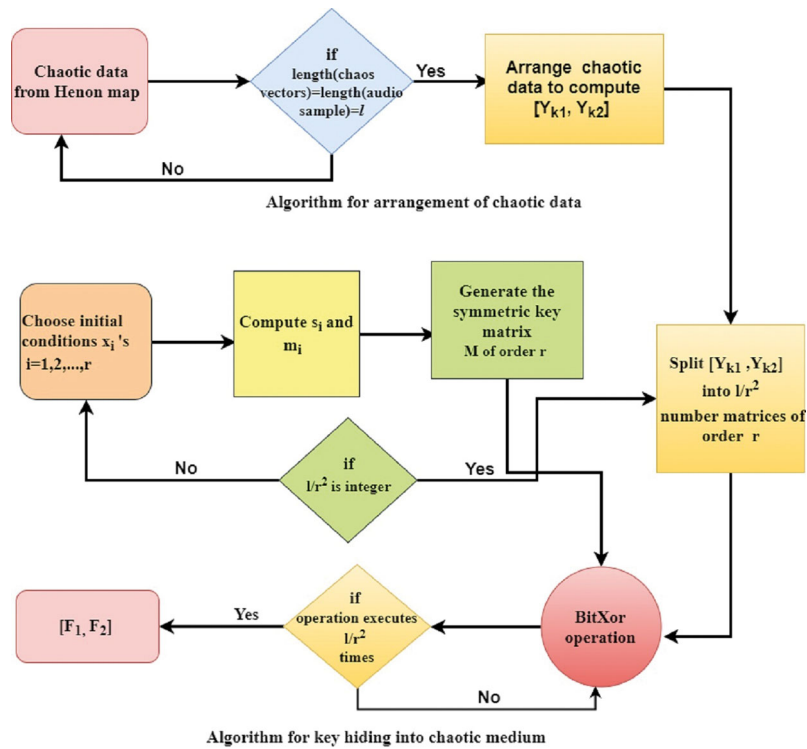 Chaotic data
from Henon map
if
length(chaos
vectors)=length(audio
sample)=l
Yes
Arrange chaotic
data to compute
[Yk1, Yk2]
No
Algorithm for arrangement of chaotic data
Choose initial
conditions xi 's
i=1,2,...,r
Compute si and
mi
Generate the
symmetric key
matrix
M of order r
Split [Yk1 ,Yk2]
into l/r²
number matrices of
order r
No
if
l/r² is integer
Yes
[F1, F2]
Yes
if
operation executes
l/r²
times
BitXor
operation
No
Algorithm for key hiding into chaotic medium